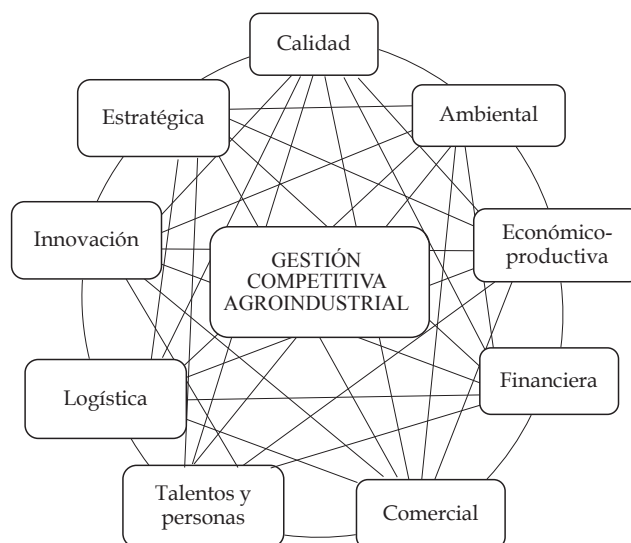 Calidad
Estratégica
Ambiental
Innovación
GESTIÓN
COMPETITIVA
AGROINDUSTRIAL
Económico-
productiva
Logística
Financiera
Talentos y
personas
Comercial